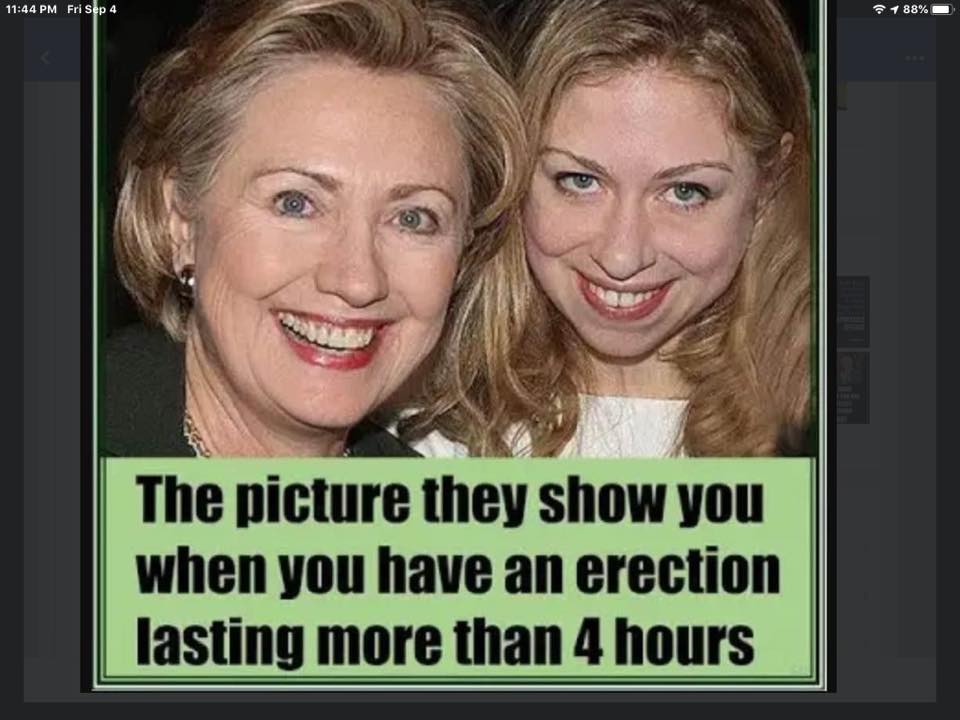 11:44 PM Fri Sep 4
88%
The picture they show you
when you have an erection
lasting more than 4 hours